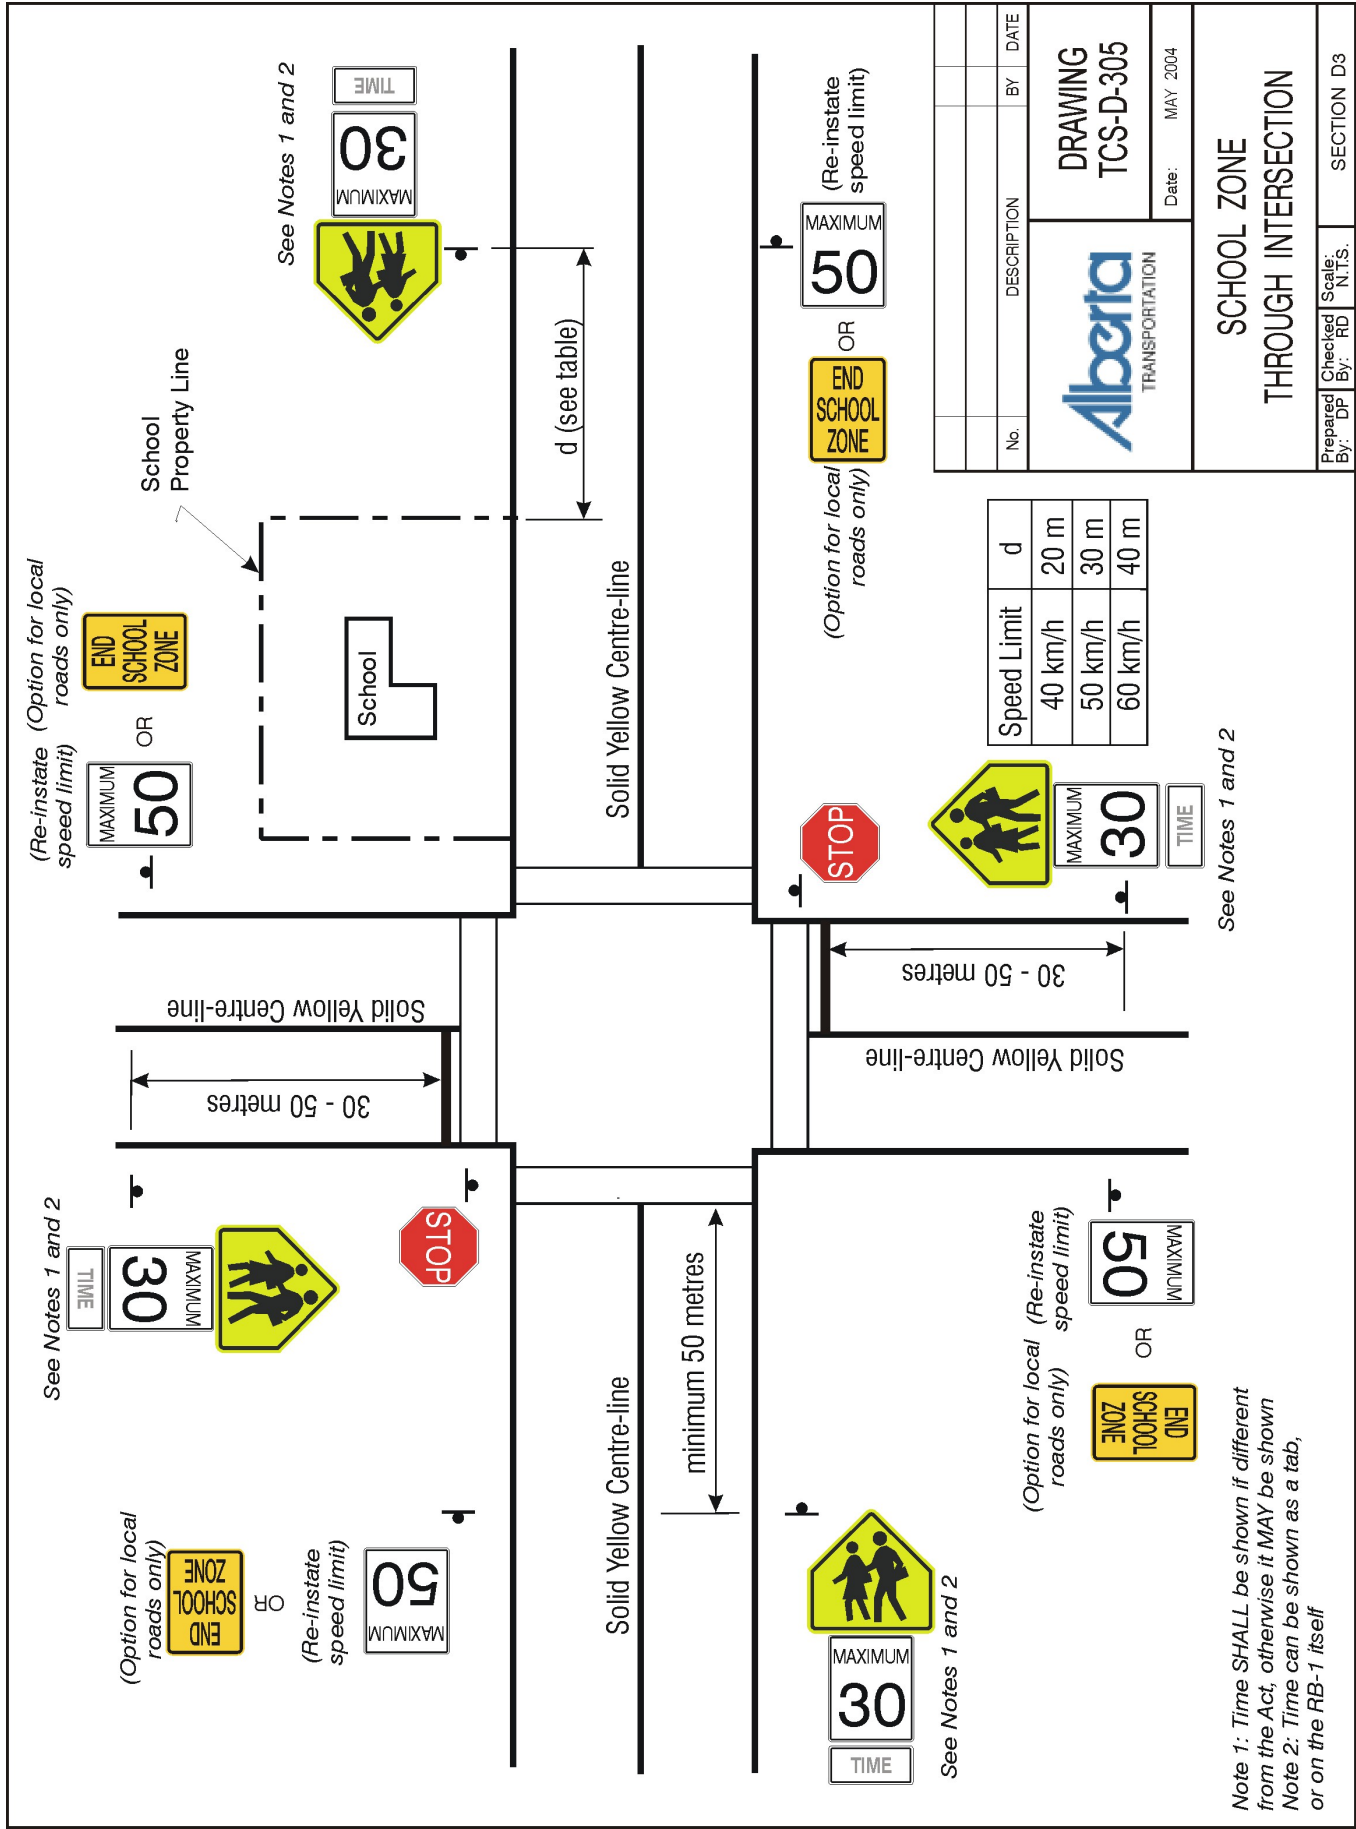 See Notes 1 and 2
TIME
30
MAXIMUM
STOP
(Re-instate
speed limit)
MAXIMUM
50
OR
(Option for local
roads only)
END
SCHOOL
ZONE
School
Property Line
See Notes 1 and 2
MAXIMUM
30
TIME
(Option for local
roads only)
END
SCHOOL
ZONE
OR
(Re-instate
speed limit)
MAXIMUM
50
30 - 50 metres
Solid Yellow Centre-line
School
Solid Yellow Centre-line
Solid Yellow Centre-line
d (see table)
minimum 50 metres
30 - 50 metres
Solid Yellow Centre-line
TIME
MAXIMUM
30
See Notes 1 and 2
STOP
MAXIMUM
30
TIME
See Notes 1 and 2
END
SCHOOL
ZONE
OR
MAXIMUM
50
(Option for local
roads only)
(Re-instate
speed limit)
(Option for local
roads only)
(Re-instate
speed limit)
END
SCHOOL
ZONE
OR
50
MAXIMUM
Speed Limit d
40 km/h 20 m
50 km/h 30 m
60 km/h 40 m
Note 1: Time SHALL be shown if different
from the Act, otherwise it MAY be shown
Note 2: Time can be shown as a tab,
or on the RB-1 itself
No. DESCRIPTION BY DATE
Alberta
TRANSPORTATION
DRAWING
TCS-D-305
Date: MAY 2004
SCHOOL ZONE
THROUGH INTERSECTION
Prepared By: DP
Checked By: RD
Scale: N.T.S.
SECTION D3